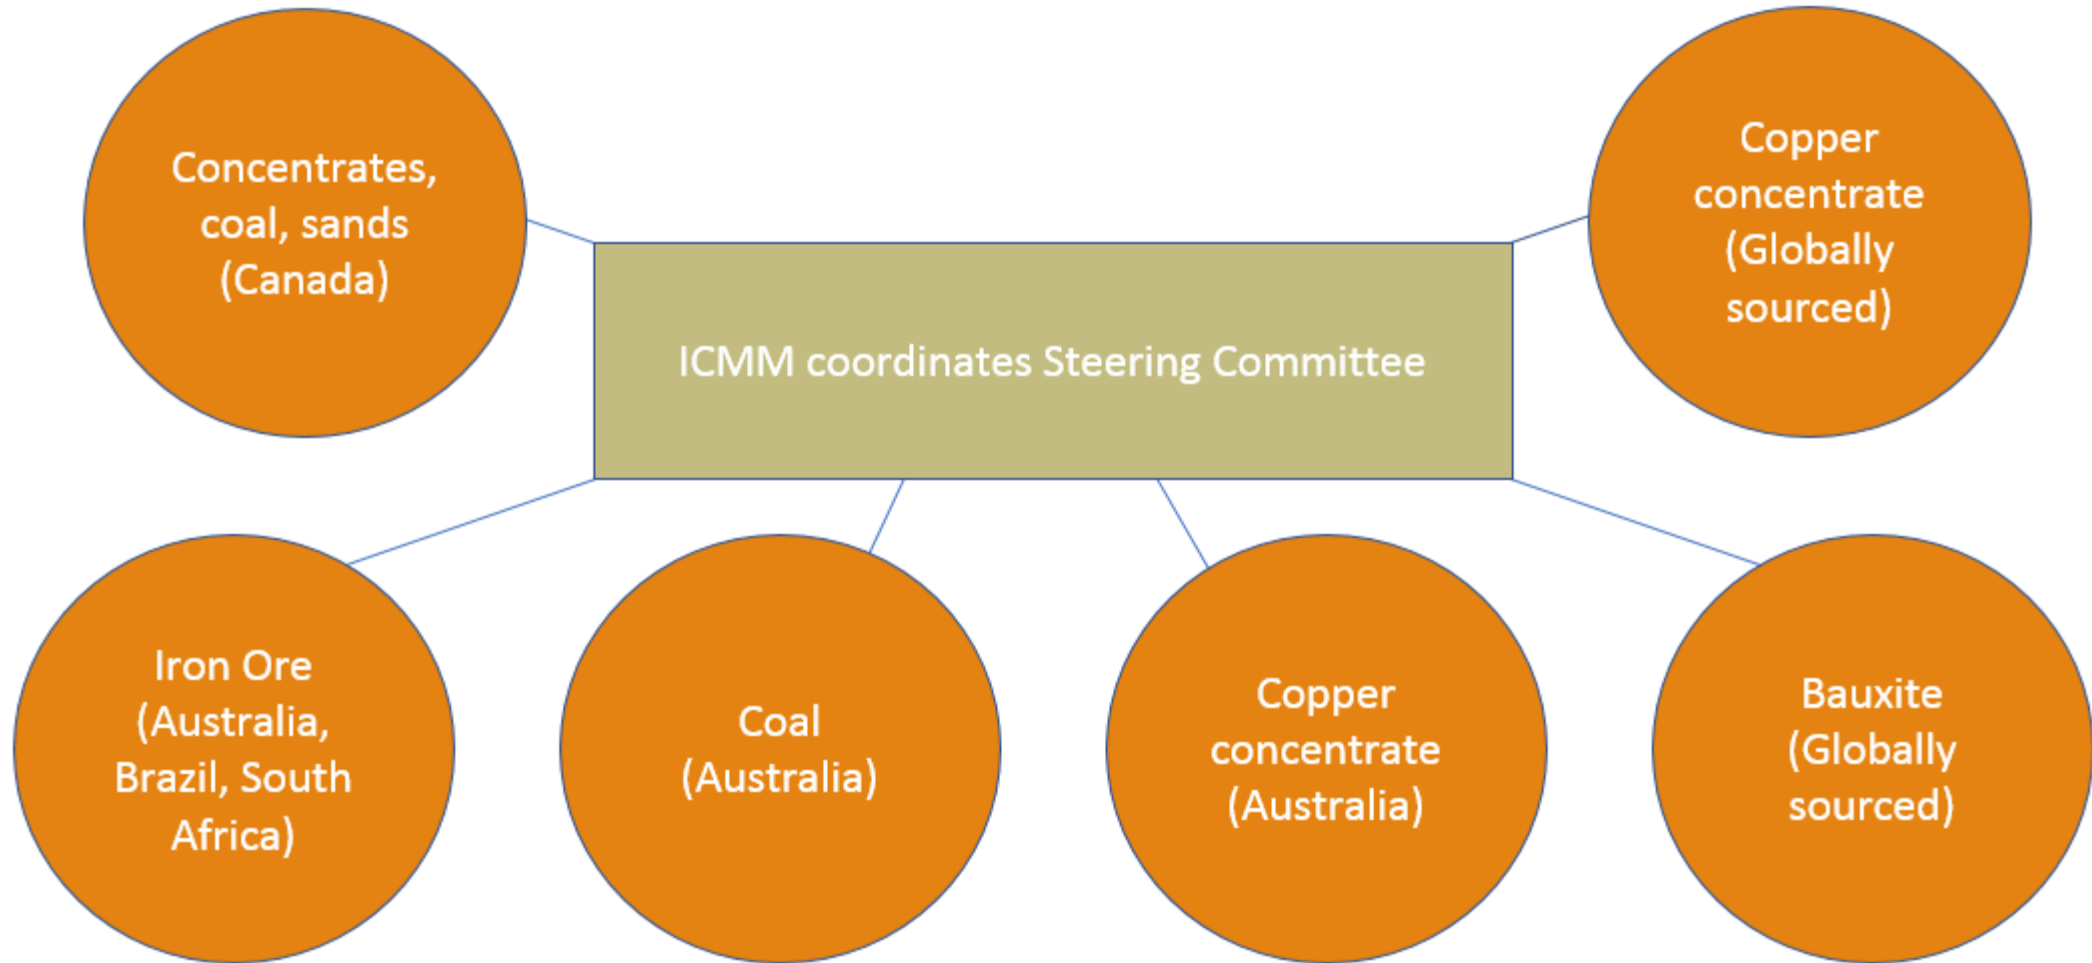 Concentrates,
coal, sands
(Canada)
Copper
concentrate
(Globally
sourced)
ICMM coordinates Steering Committee
Iron Ore
(Australia,
Brazil, South
Africa)
Coal
(Australia)
Copper
concentrate
(Australia)
Bauxite
(Globally
sourced)